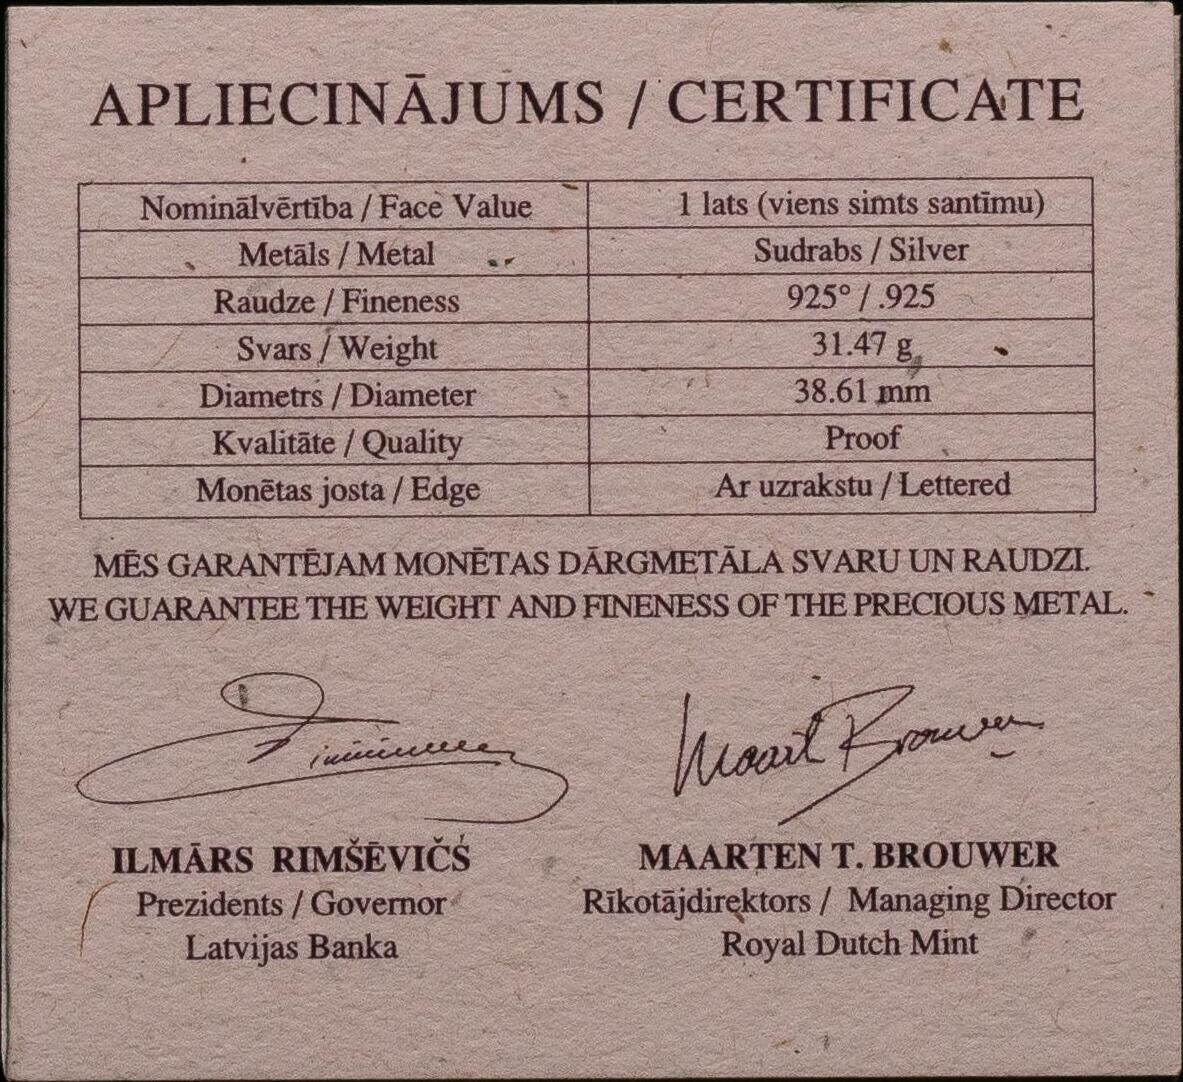 APLIECINĀJUMS / CERTIFICATE
Nominālvērtība / Face Value 1 lats (viens simts santīmu)
Metāls / Metal Sudrabs / Silver
Raudze / Fineness 925° / .925
Svars / Weight 31.47 g
Diametrs / Diameter 38.61 mm
Kvalitāte / Quality Proof
Monētas josta / Edge Ar uzrakstu / Lettered
MĒS GARANTĒJAM MONĒTAS DĀRGMETĀLA SVARU UN RAUDZI.
WE GUARANTEE THE WEIGHT AND FINENESS OF THE PRECIOUS METAL.
Maart Brouwer
ILMĀRS RIMŠĒVIČS MAARTEN T. BROUWER
Prezidents / Governor Rīkotājdirektors / Managing Director
Latvijas Banka Royal Dutch Mint